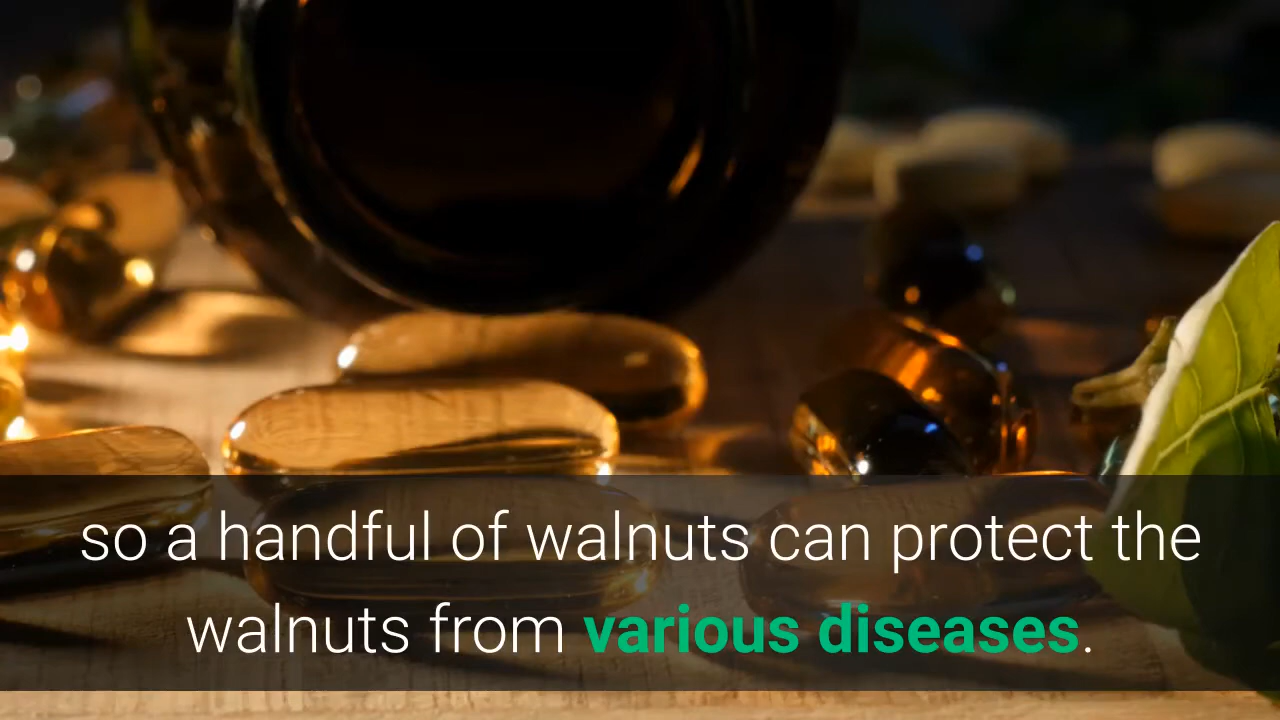 so a handful of walnuts can protect the
walnuts from various diseases.